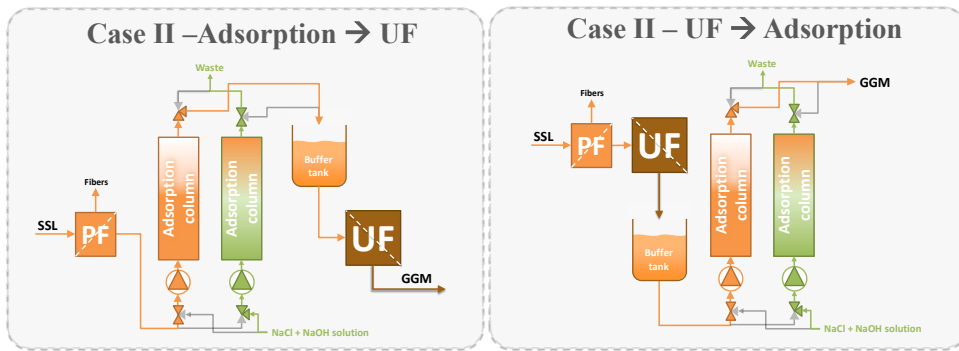 Case II –Adsorption → UF
Waste
Adsorption
column
Adsorption
column
Buffer
tank
Fibers
SSL
PF
UF
GGM
NaCl + NaOH solution
Case II – UF → Adsorption
Waste
GGM
Fibers
SSL
PF
UF
Adsorption
column
Adsorption
column
Buffer
tank
NaCl + NaOH solution